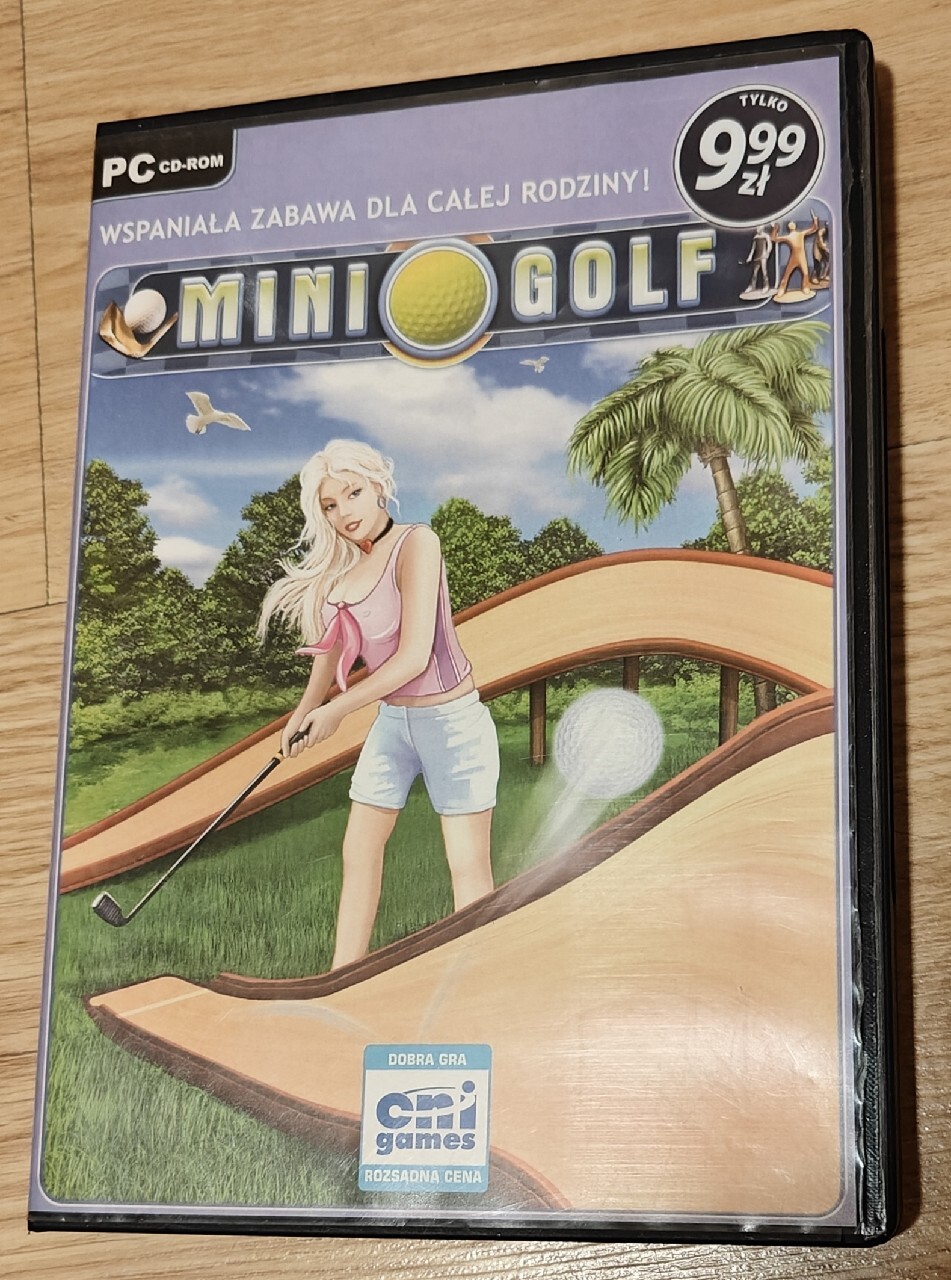 PC CD-ROM
TYLKO
9,99
zł
WSPANIAŁA ZABAWA DLA CAŁEJ RODZINY!
MINI GOLF
DOBRA GRA
cni
games
ROZSĄDNA CENA